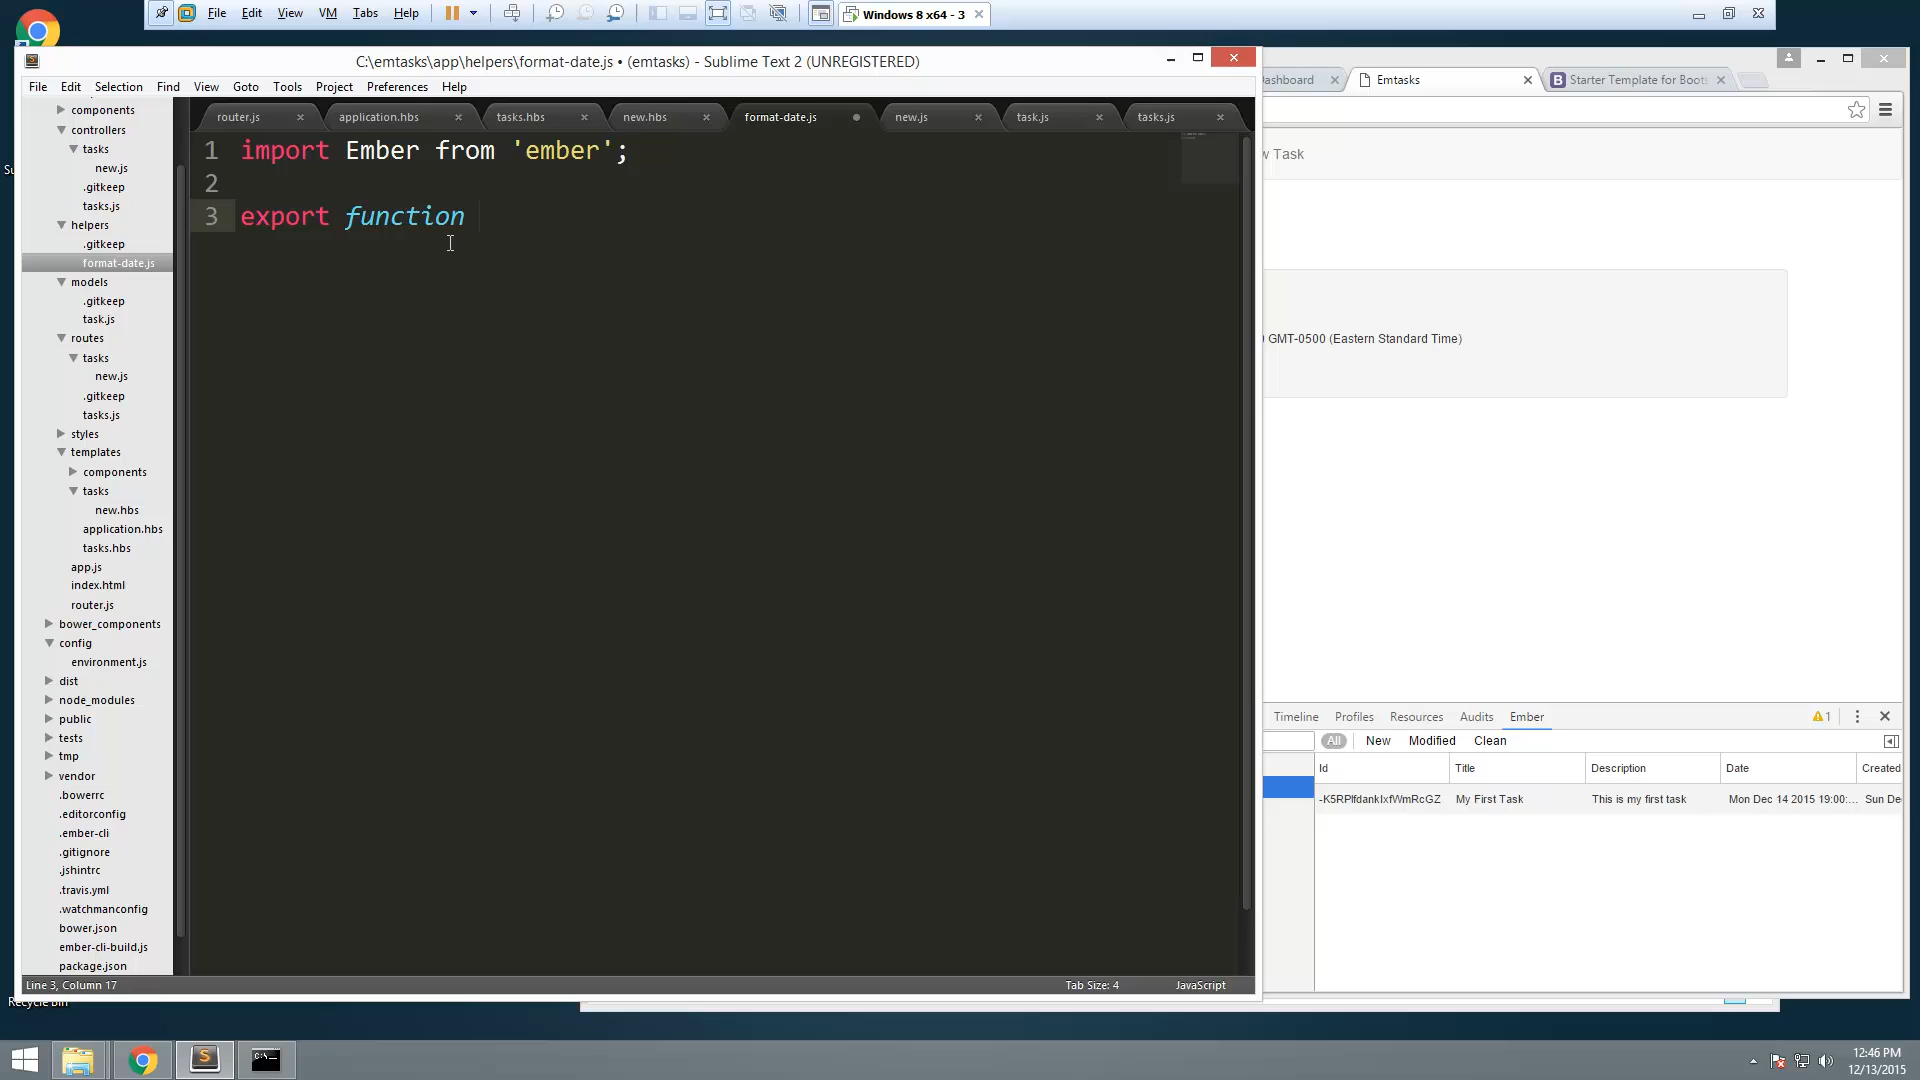 File Edit View VM Tabs Help
Windows 8 x64 - 3
C:\emtasks\app\helpers\format-date.js • (emtasks) - Sublime Text 2 (UNREGISTERED)
File Edit Selection Find View Goto Tools Project Preferences Help
components
controllers
tasks
new.js
.gitkeep
tasks.js
helpers
.gitkeep
format-date.js
models
.gitkeep
task.js
routes
tasks
new.js
.gitkeep
tasks.js
styles
templates
components
tasks
new.hbs
application.hbs
tasks.hbs
app.js
index.html
router.js
bower_components
config
environment.js
dist
node_modules
public
tests
tmp
vendor
.bowerrc
.editorconfig
.ember-cli
.gitignore
.jshintrc
.travis.yml
.watchmanconfig
bower.json
ember-cli-build.js
package.json
router.js application.hbs tasks.hbs new.hbs format-date.js new.js task.js tasks.js
1 import Ember from 'ember';
2
3 export function
Line 3, Column 17
Tab Size: 4 JavaScript
Dashboard Emtasks Starter Template for Boots
w Task
GMT-0500 (Eastern Standard Time)
Timeline Profiles Resources Audits Ember 1
All New Modified Clean
Id Title Description Date Created
My First Task This is my first task Mon Dec 14 2015 19:00:... Sun De
Recycle Bin
12:46 PM
12/13/2015